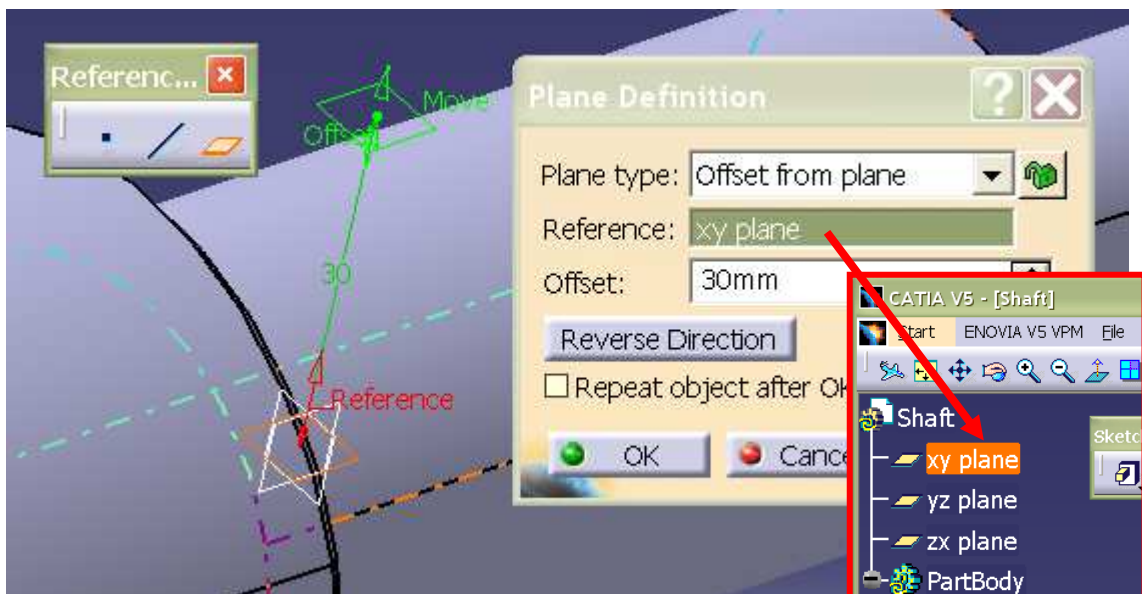 Referenc...
Move
Offset
30
Reference
Plane Definition
Plane type: Offset from plane
Reference: xy plane
Offset: 30mm
Reverse Direction
Repeat object after OK
OK
CATIA V5 - [Shaft]
Start ENOVIA V5 VPM File
Shaft
xy plane
yz plane
zx plane
PartBody